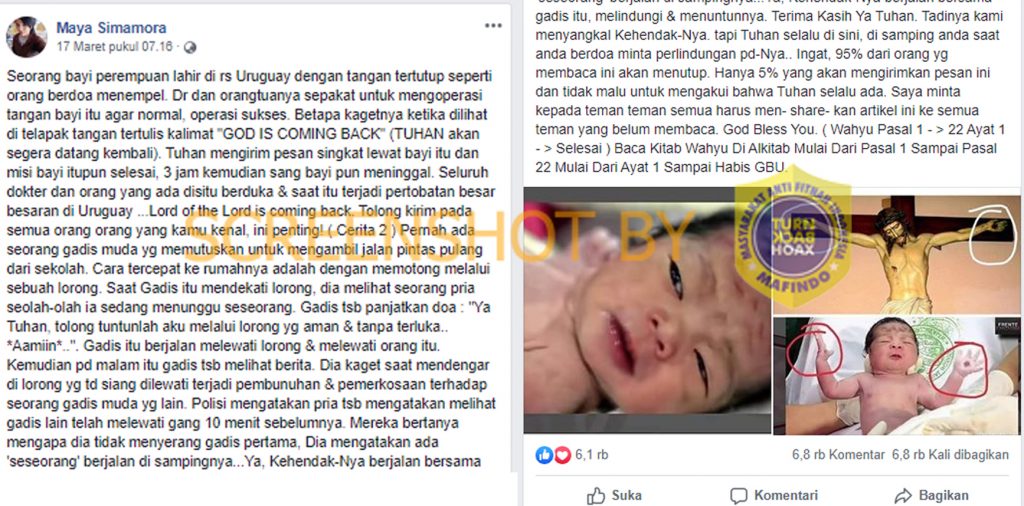 Maya Simamora
17 Maret pukul 07.16 ·
Seorang bayi perempuan lahir di rs Uruguay dengan tangan tertutup seperti
orang berdoa menempel. Dr dan orangtuanya sepakat untuk mengoperasi
tangan bayi itu agar normal, operasi sukses. Betapa kagetnya ketika dilihat
di telapak tangan tertulis kalimat "GOD IS COMING BACK" (TUHAN akan
segera datang kembali). Tuhan mengirim pesan singkat lewat bayi itu dan
misi bayi itupun selesai, 3 jam kemudian sang bayi pun meninggal. Seluruh
dokter dan orang yang ada disitu berduka & saat itu terjadi pertobatan besar
besaran di Uruguay ...Lord of the Lord is coming back. Tolong kirim pada
semua orang orang yang kamu kenal, ini penting! ( Cerita 2 ) Pernah ada
seorang gadis muda yg memutuskan untuk mengambil jalan pintas pulang
dari sekolah. Cara tercepat ke rumahnya adalah dengan memotong melalui
sebuah lorong. Saat Gadis itu mendekati lorong, dia melihat seorang pria
seolah-olah ia sedang menunggu seseorang. Gadis tsb panjatkan doa : "Ya
Tuhan, tolong tuntunlah aku melalui lorong yg aman & tanpa terluka..
*Aamiin*..". Gadis itu berjalan melewati lorong & melewati orang itu.
Kemudian pd malam itu gadis tsb melihat berita. Dia kaget saat mendengar
di lorong yg td siang dilewati terjadi pembunuhan & pemerkosaan terhadap
seorang gadis muda yg lain. Polisi mengatakan pria tsb mengatakan melihat
gadis lain telah melewati gang 10 menit sebelumnya. Mereka bertanya
mengapa dia tidak menyerang gadis pertama, Dia mengatakan ada
'seseorang' berjalan di sampingnya...Ya, Kehendak-Nya berjalan bersama
'seseorang' berjalan di sampingnya...Ya, Kehendak-Nya berjalan bersama
gadis itu, melindungi & menuntunnya. Terima Kasih Ya Tuhan. Tadinya kami
menyangkal Kehendak-Nya. tapi Tuhan selalu di sini, di samping anda saat
anda berdoa minta perlindungan pd-Nya.. Ingat, 95% dari orang yg
membaca ini akan menutup. Hanya 5% yang akan mengirimkan pesan ini
dan tidak malu untuk mengakui bahwa Tuhan selalu ada. Saya minta
kepada teman teman semua harus men- share- kan artikel ini ke semua
teman yang belum membaca. God Bless You. ( Wahyu Pasal 1 - > 22 Ayat 1
- > Selesai ) Baca Kitab Wahyu Di Alkitab Mulai Dari Pasal 1 Sampai Pasal
22 Mulai Dari Ayat 1 Sampai Habis GBU.
SCREENSHOT BY
MASYARAKAT ANTI FITNAH INDONESIA
TURN
BACK
HOAX
MAFINDO
FRENTE
6,1 rb
6,8 rb Komentar 6,8 rb Kali dibagikan
Suka
Komentari
Bagikan